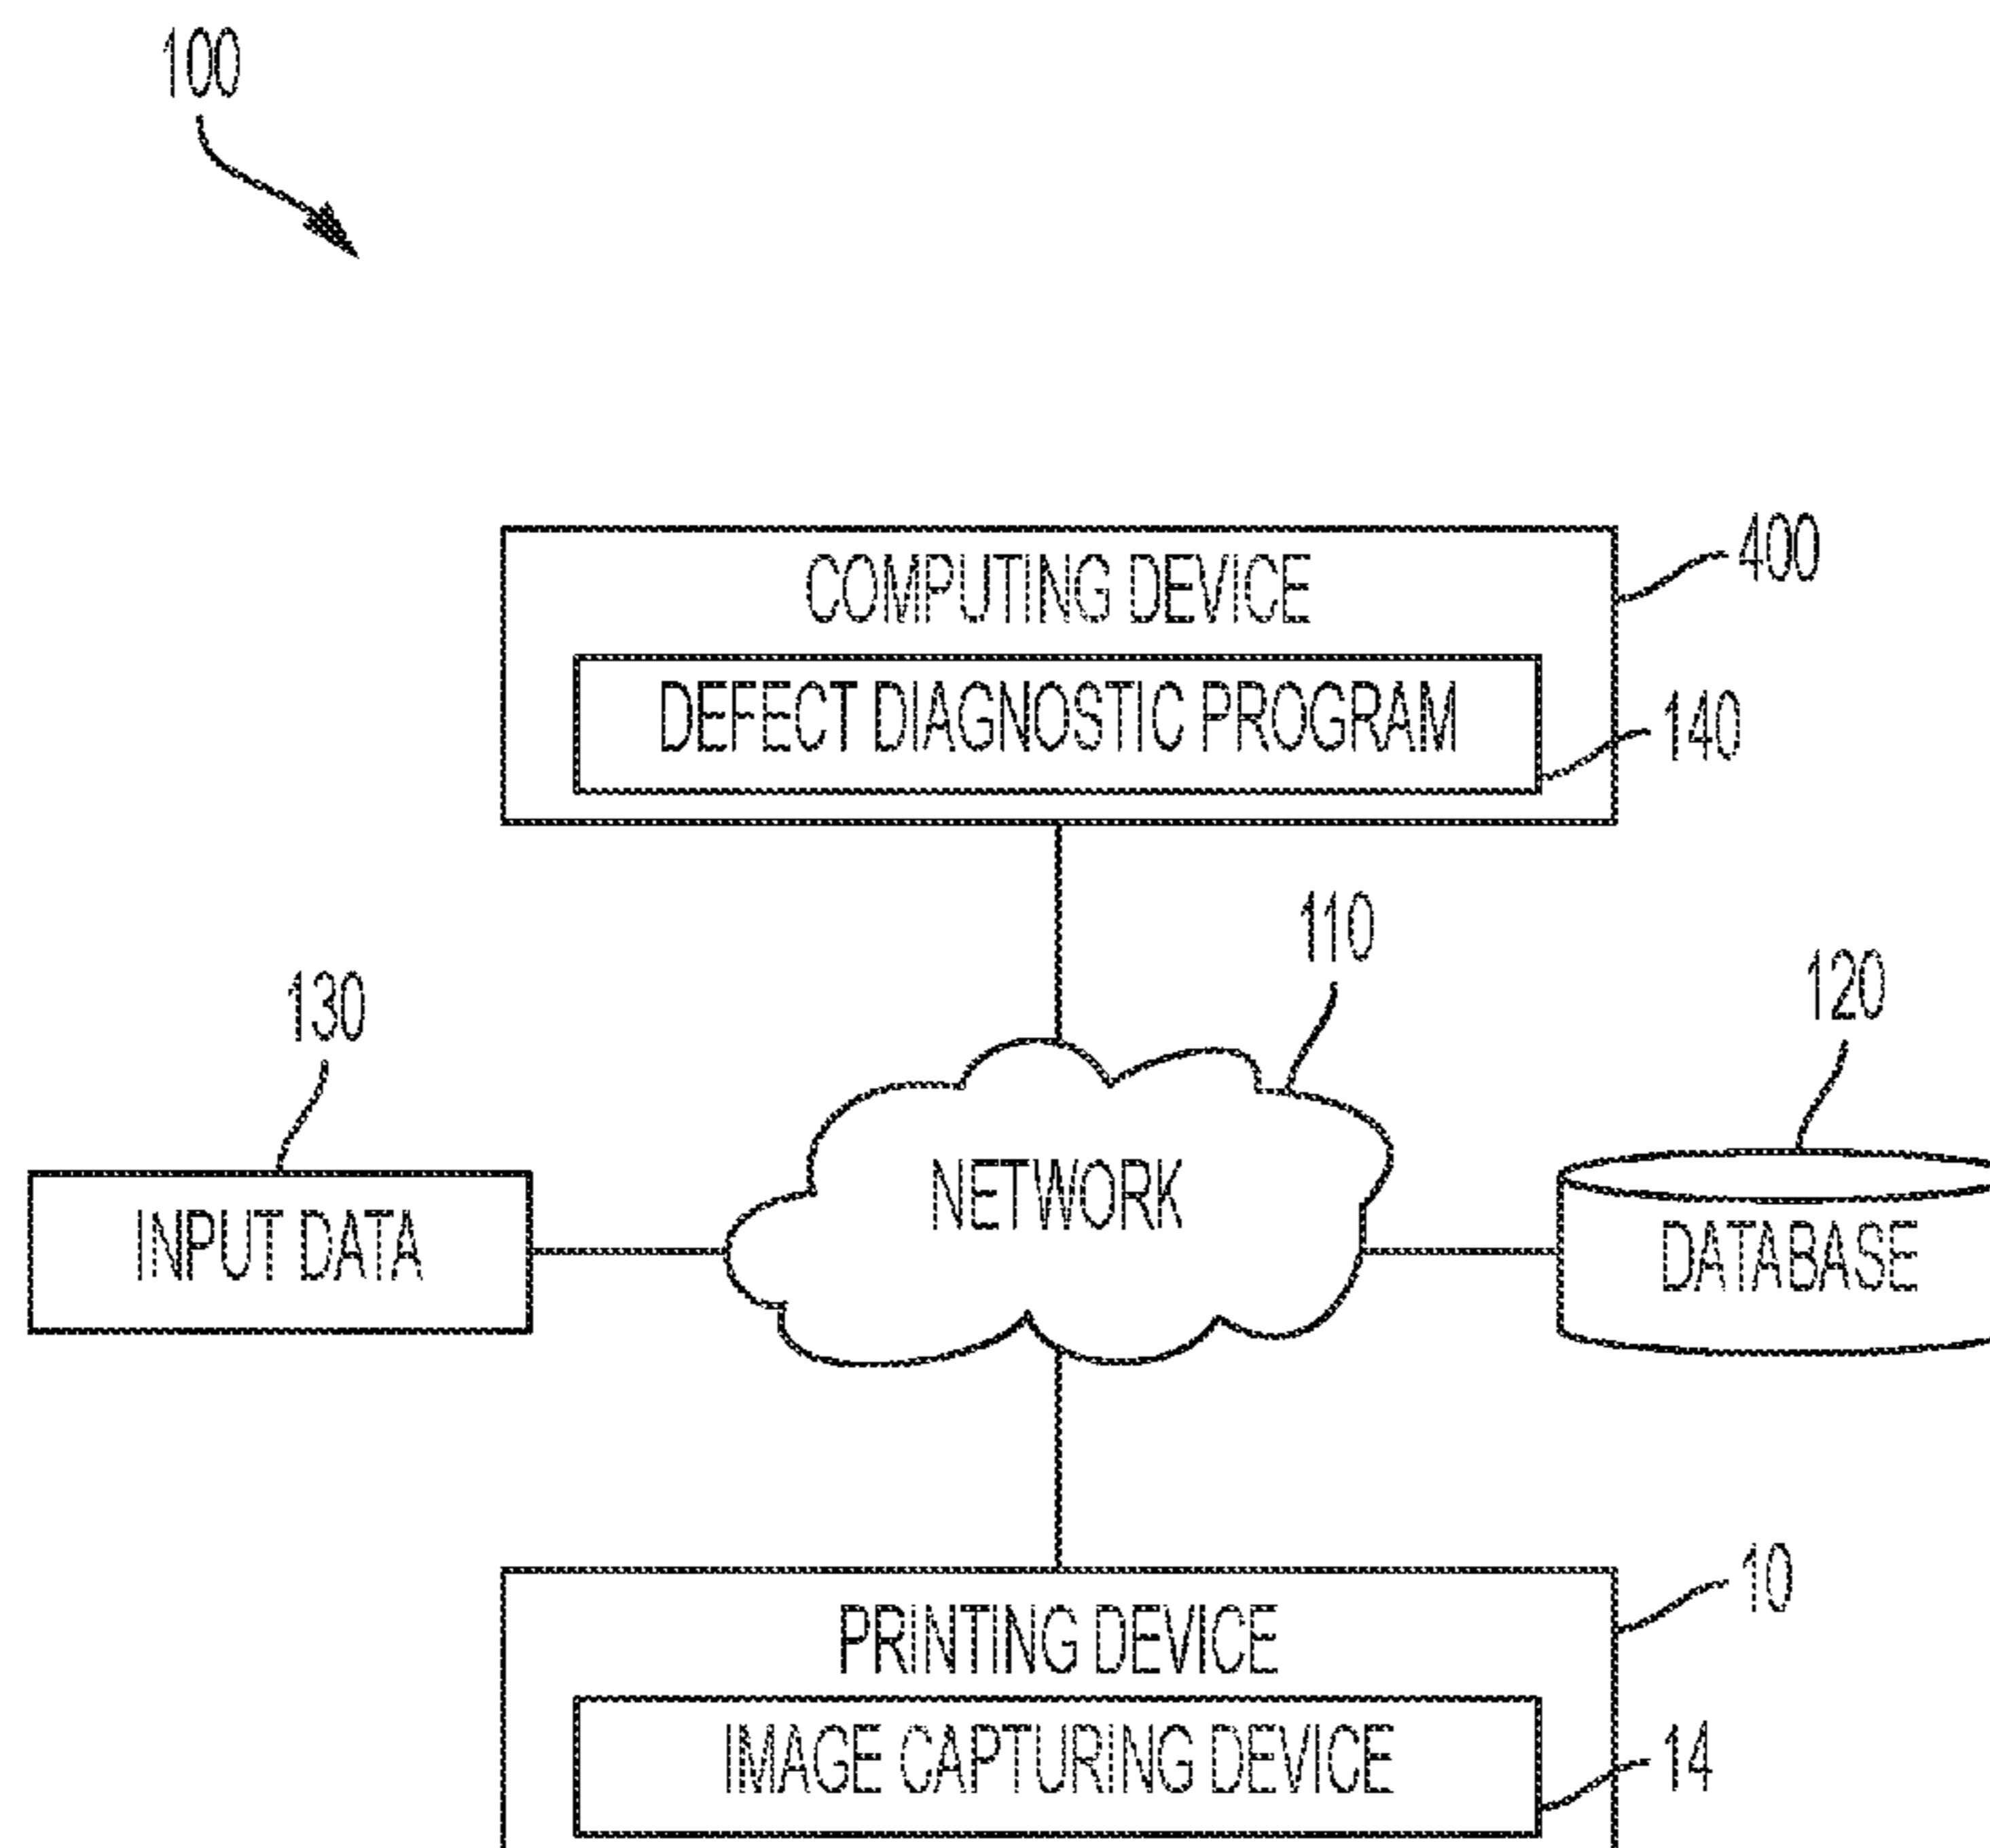 100
COMPUTING DEVICE
400
DEFECT DIAGNOSTIC PROGRAM
140
110
130
120
NETWORK
INPUT DATA
DATABASE
10
PRINTING DEVICE
IMAGE CAPTURING DEVICE
14